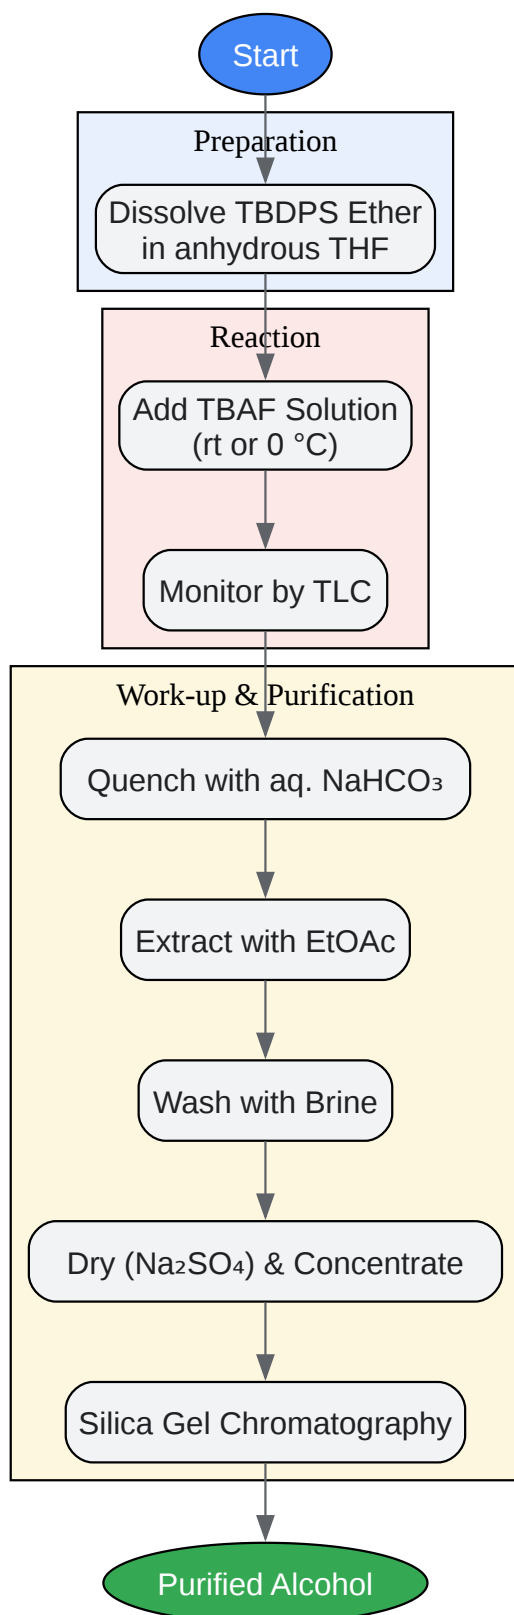 Start
Preparation
Dissolve TBDPS Ether
in anhydrous THF
Reaction
Add TBAF Solution
(rt or 0 °C)
Monitor by TLC
Work-up & Purification
Quench with aq. NaHCO₃
Extract with EtOAc
Wash with Brine
Dry (Na₂SO₄) & Concentrate
Silica Gel Chromatography
Purified Alcohol